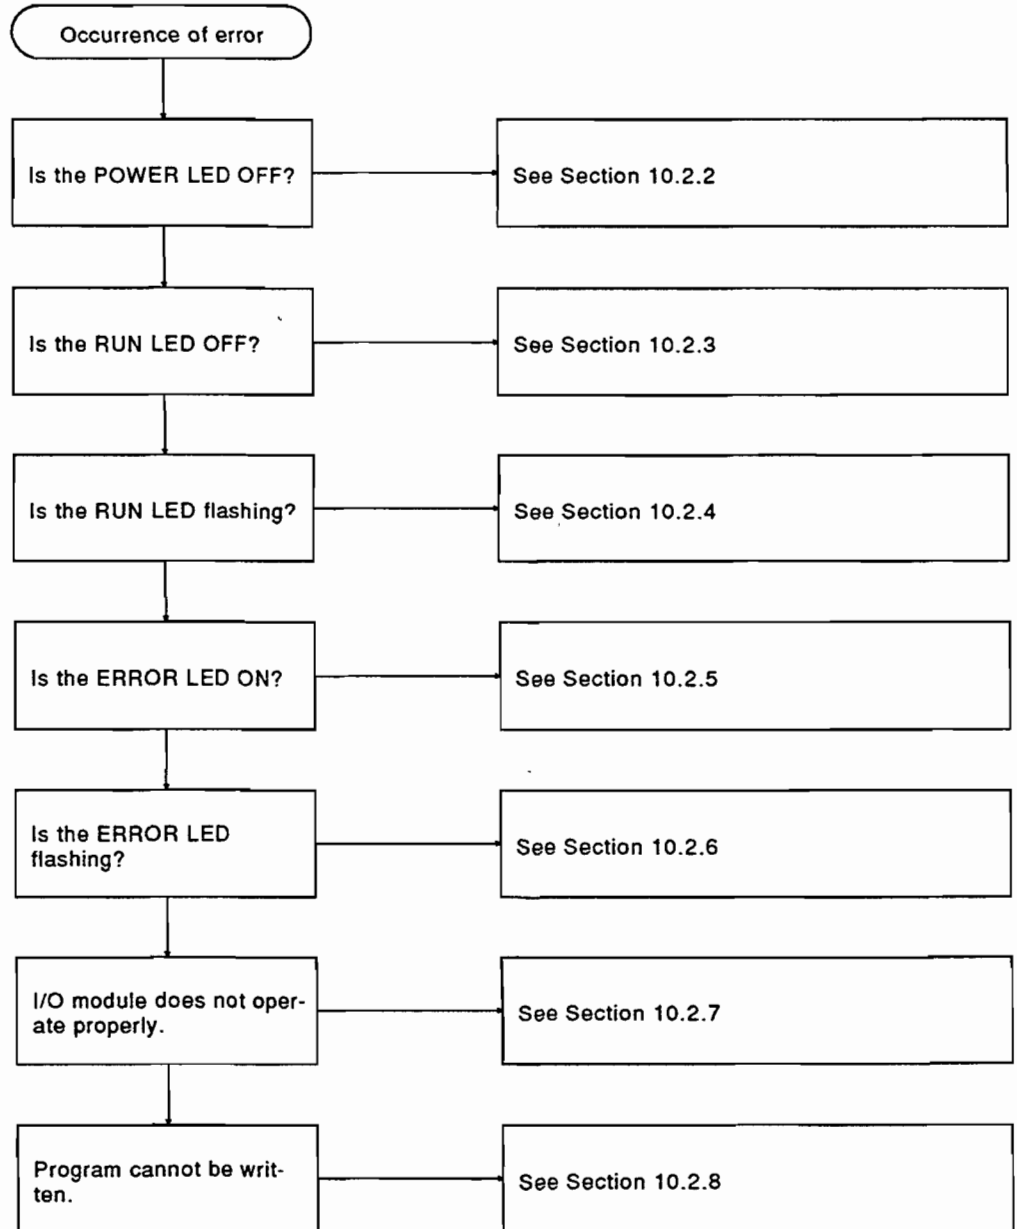 Occurrence of error
Is the POWER LED OFF?
See Section 10.2.2
Is the RUN LED OFF?
See Section 10.2.3
Is the RUN LED flashing?
See Section 10.2.4
Is the ERROR LED ON?
See Section 10.2.5
Is the ERROR LED
flashing?
See Section 10.2.6
I/O module does not oper-
ate properly.
See Section 10.2.7
Program cannot be writ-
ten.
See Section 10.2.8